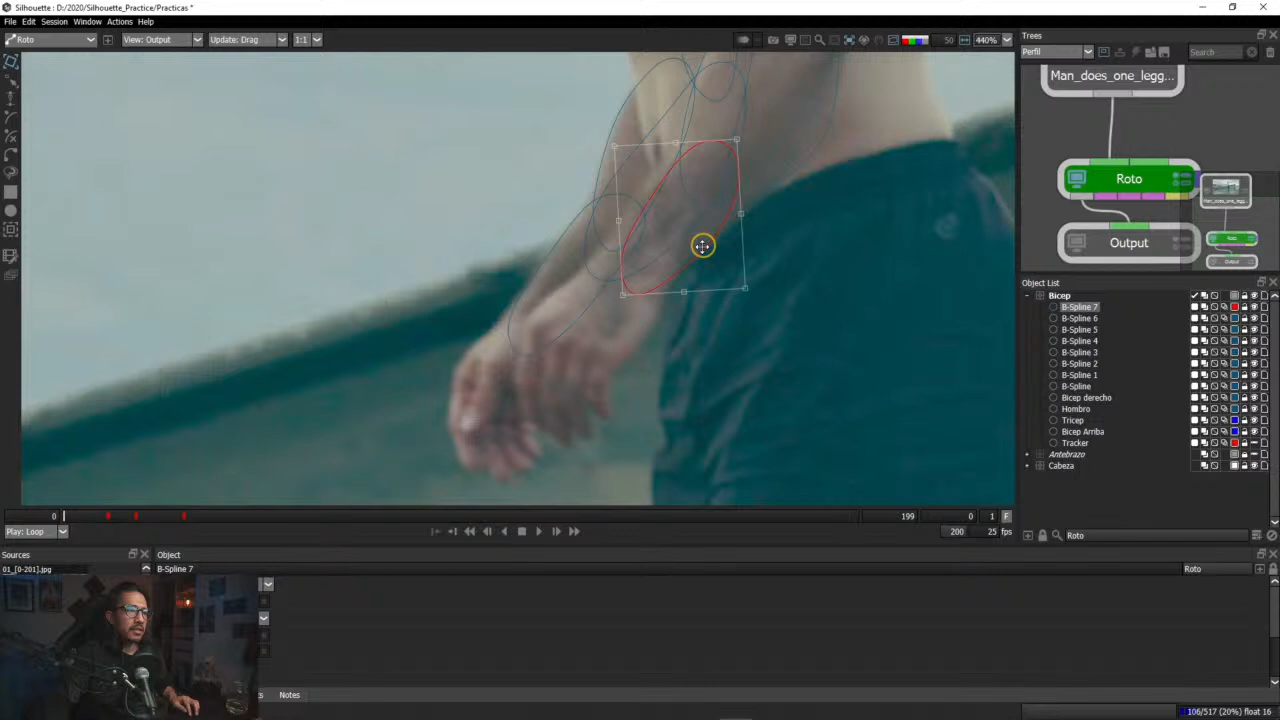 Silhouette : D:/2020/Silhouette_Practice/Practicas *
File Edit Session Window Actions Help
Roto View: Output Update: Drag 1:1 50 440%
Trees
Perfil Search
Man_does_one_legg...
Roto
Output
Roto
Output
Object List
Bicep
B-Spline 7
B-Spline 6
B-Spline 5
B-Spline 4
B-Spline 3
B-Spline 2
B-Spline 1
B-Spline
Bicep derecho
Hombro
Tricep
Bicep Arriba
Tracker
Antebrazo
Cabeza
0 199 0 1 F
Play: Loop 200 25 fps
Roto
Sources Object
01_[0-201].jpg B-Spline 7 Roto
Notes
106/517 (20%) float 16